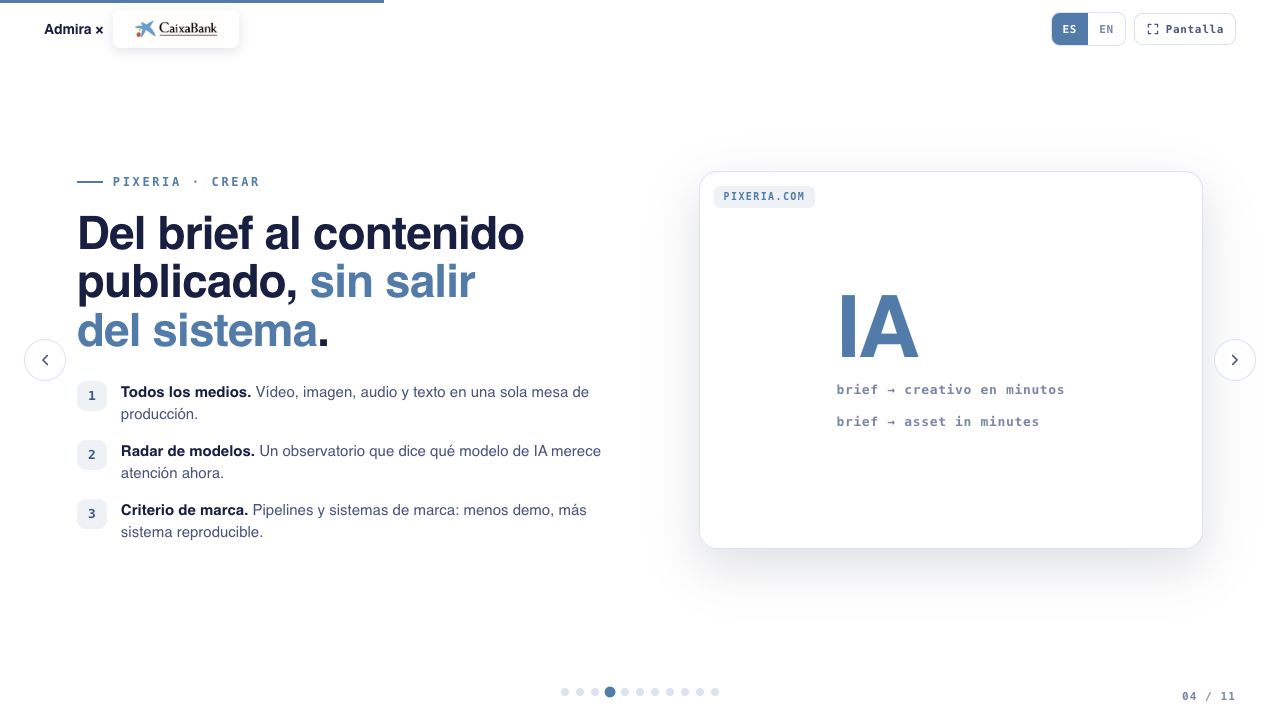 Admira ×
CaixaBank
ES
EN
Pantalla
PIXERIA · CREAR
Del brief al contenido
publicado, sin salir
del sistema.
1
Todos los medios. Vídeo, imagen, audio y texto en una sola mesa de
producción.
2
Radar de modelos. Un observatorio que dice qué modelo de IA merece
atención ahora.
3
Criterio de marca. Pipelines y sistemas de marca: menos demo, más
sistema reproducible.
PIXERIA.COM
IA
brief → creativo en minutos
brief → asset in minutes
04 / 11